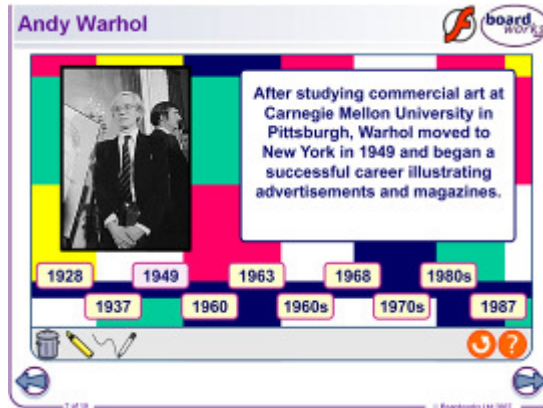 Andy Warhol
board
works
After studying commercial art at
Carnegie Mellon University in
Pittsburgh, Warhol moved to
New York in 1949 and began a
successful career illustrating
advertisements and magazines.
1928
1949
1963
1968
1980s
1937
1960
1960s
1970s
1987
?